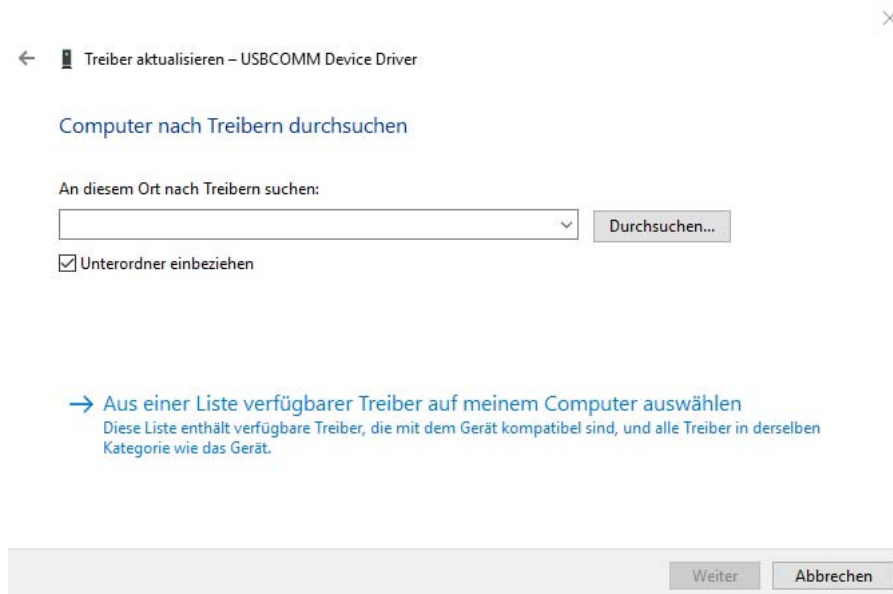 Treiber aktualisieren – USBCOMM Device Driver
Computer nach Treibern durchsuchen
An diesem Ort nach Treibern suchen:
Durchsuchen...
Unterordner einbeziehen
Aus einer Liste verfügbarer Treiber auf meinem Computer auswählen
Diese Liste enthält verfügbare Treiber, die mit dem Gerät kompatibel sind, und alle Treiber in derselben
Kategorie wie das Gerät.
Weiter
Abbrechen